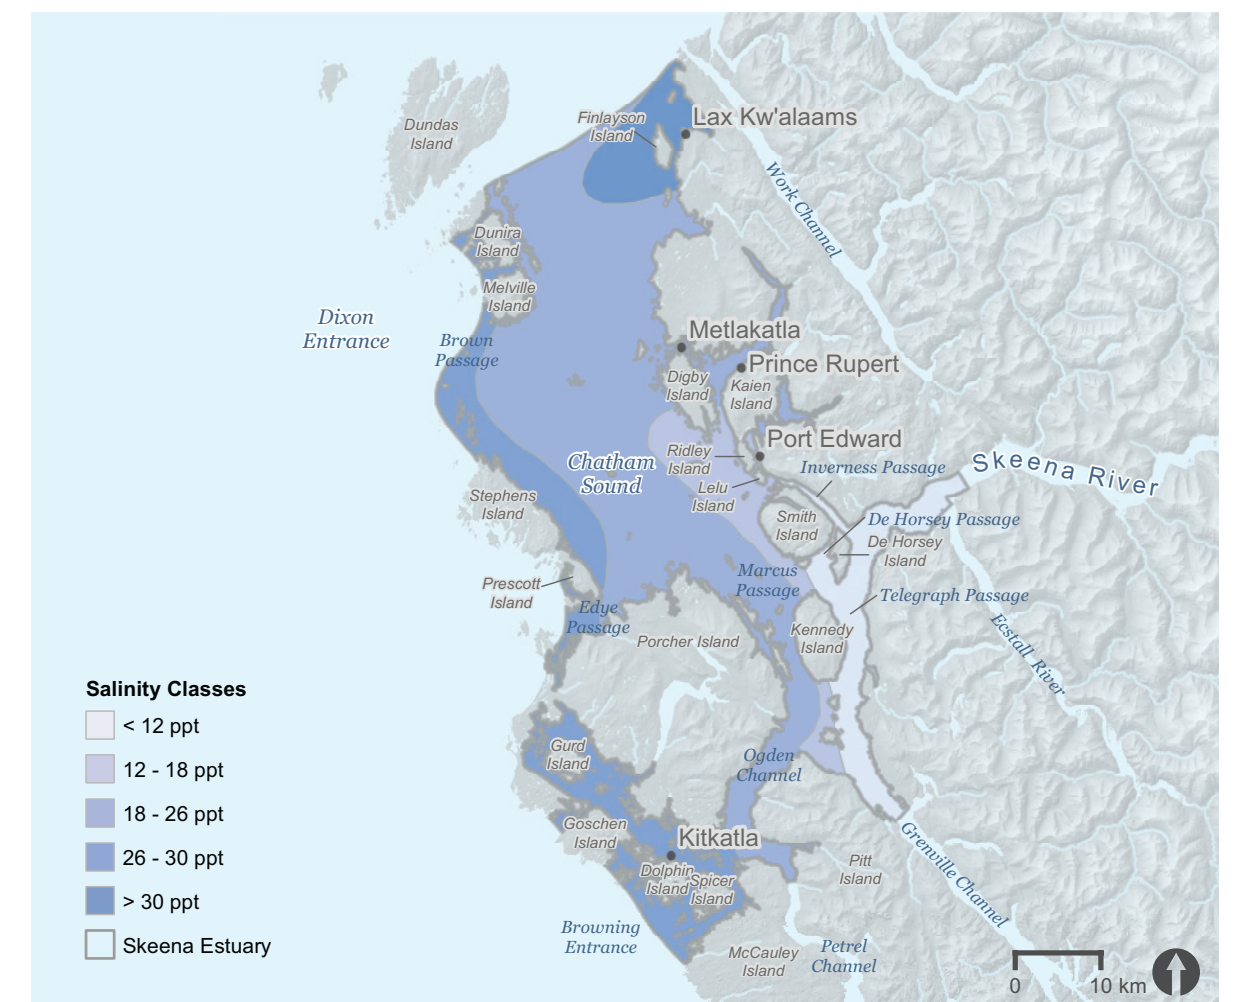 Dundas
Island
Finlayson
Island
Lax Kw'alaams
Work Channel
Dunira
Island
Melville
Island
Dixon
Entrance
Brown
Passage
Metlakatla
Prince Rupert
Digby
Island
Kaien
Island
Port Edward
Ridley
Island
Inverness Passage
Skeena River
Chatham
Sound
Lelu
Island
Stephens
Island
Smith
Island
De Horsey Passage
De Horsey
Island
Prescott
Island
Marcus
Passage
Telegraph Passage
Edye
Passage
Porcher Island
Kennedy
Island
Ecstall River
Salinity Classes
< 12 ppt
12 - 18 ppt
18 - 26 ppt
26 - 30 ppt
> 30 ppt
Skeena Estuary
Gurd
Island
Ogden
Channel
Goschen
Island
Kitkatla
Dolphin
Island
Spicer
Island
Pitt
Island
Grenville Channel
Browning
Entrance
McCauley
Island
Petrel
Channel
0 10 km